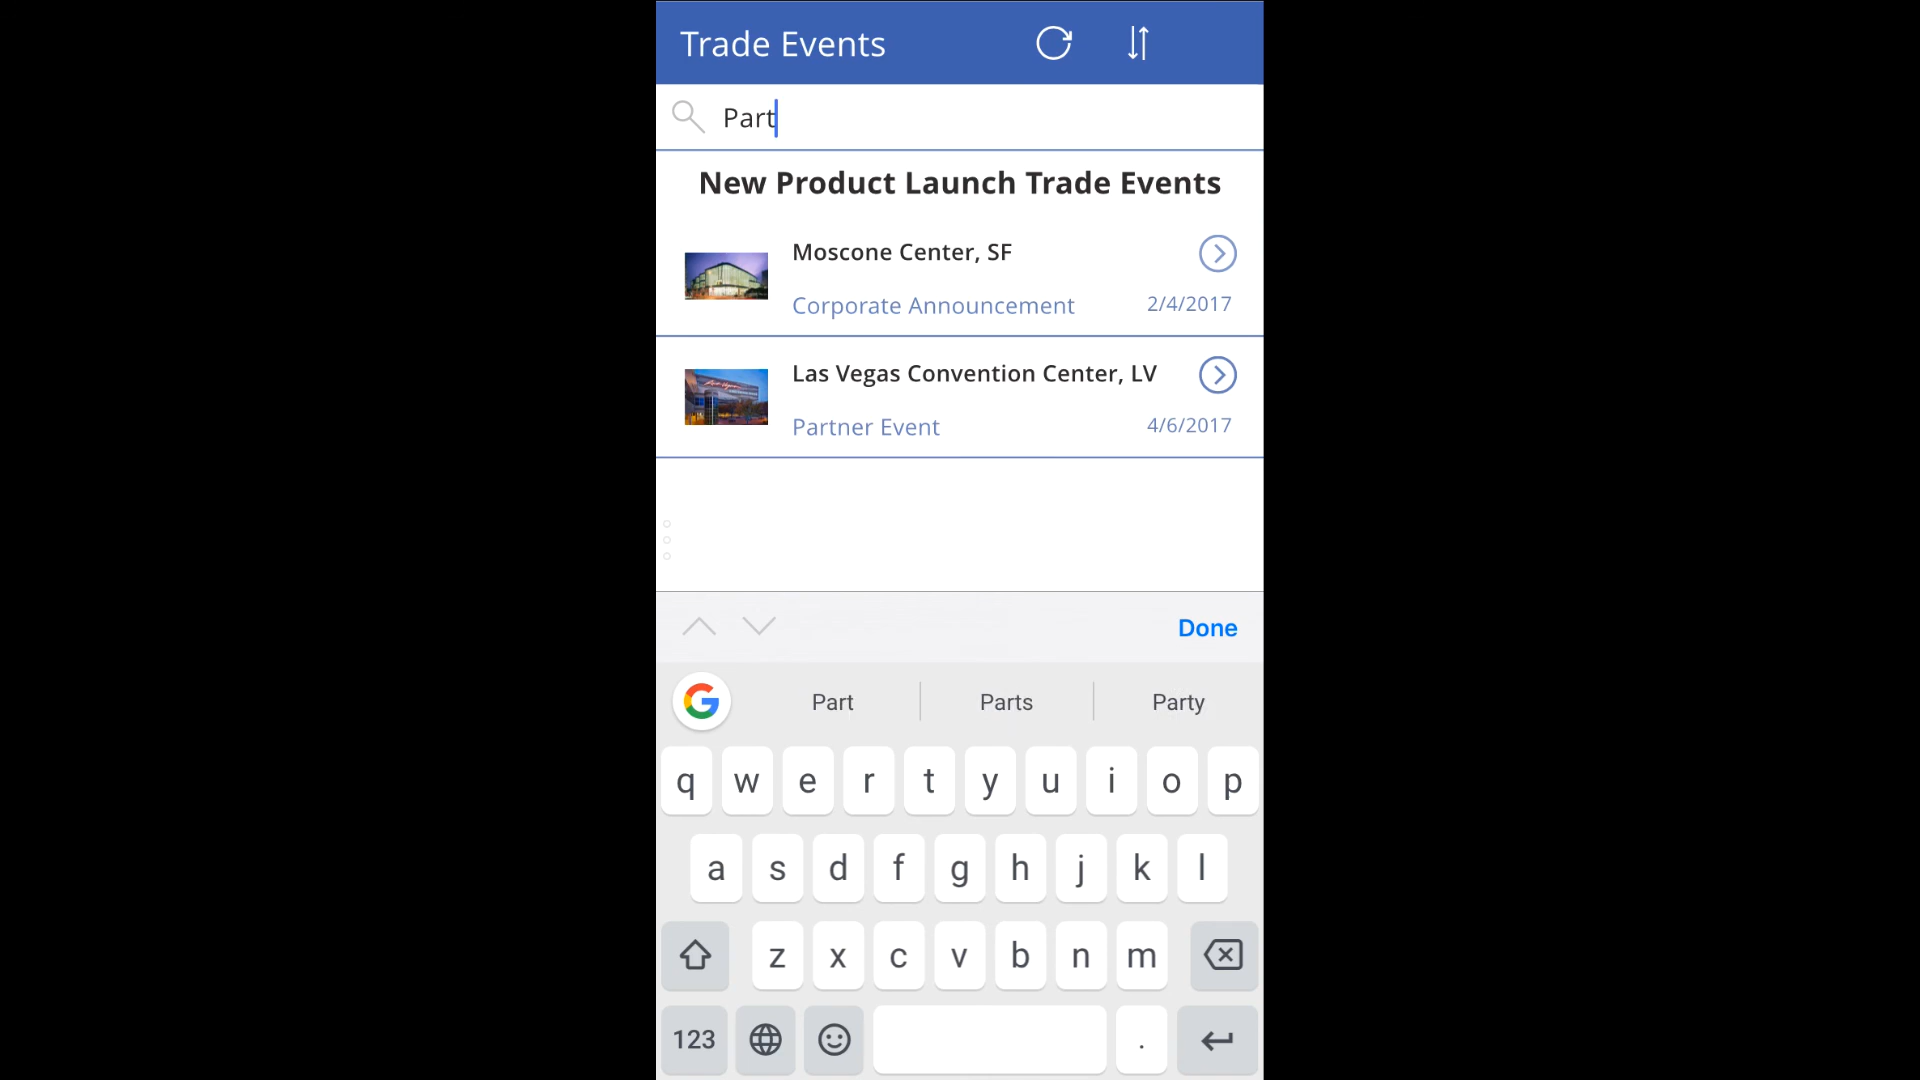 Trade Events
Part
New Product Launch Trade Events
Moscone Center, SF
Corporate Announcement 2/4/2017
Las Vegas Convention Center, LV
Partner Event 4/6/2017
Done
G Part Parts Party
q w e r t y u i o p
a s d f g h j k l
z x c v b n m
123 .